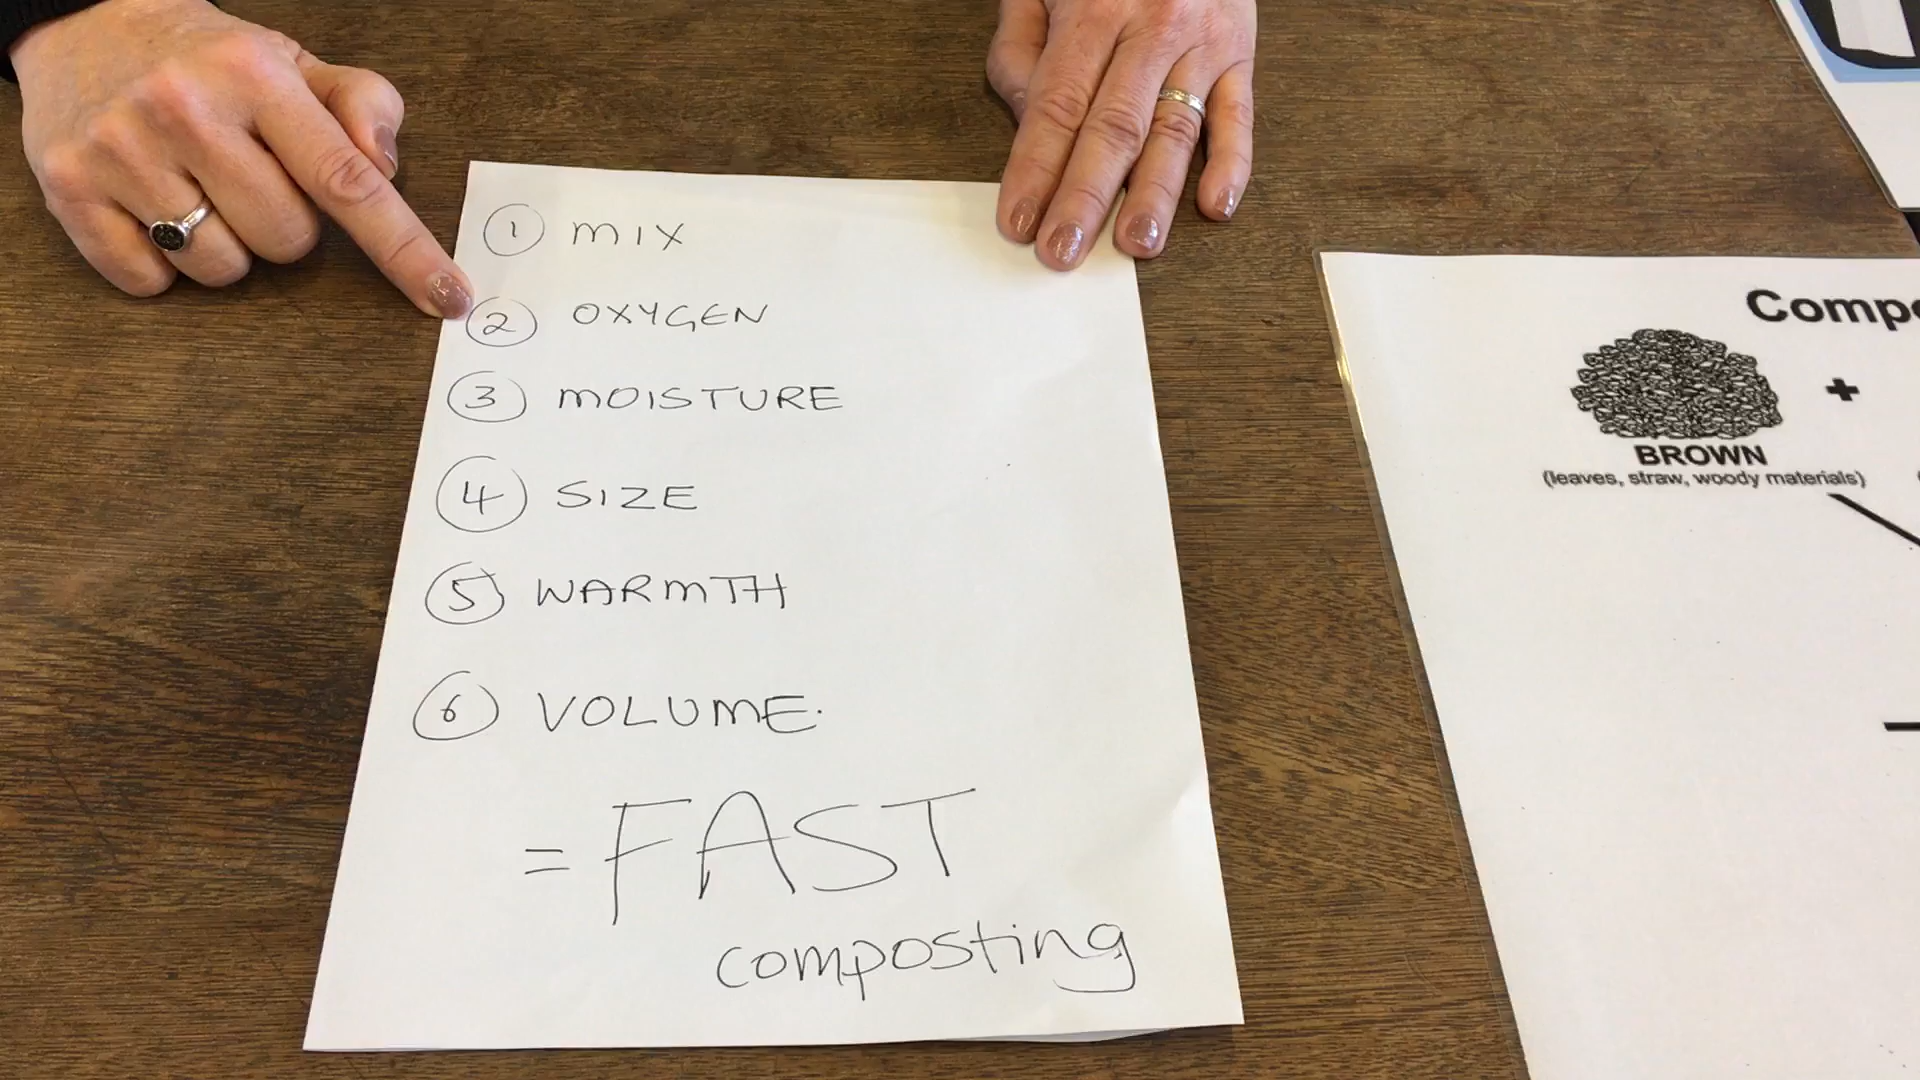 1 MIX
2 OXYGEN
3 MOISTURE
4 SIZE
5 WARMTH
6 VOLUME.
= FAST
composting
+
BROWN
(leaves, straw, woody materials)